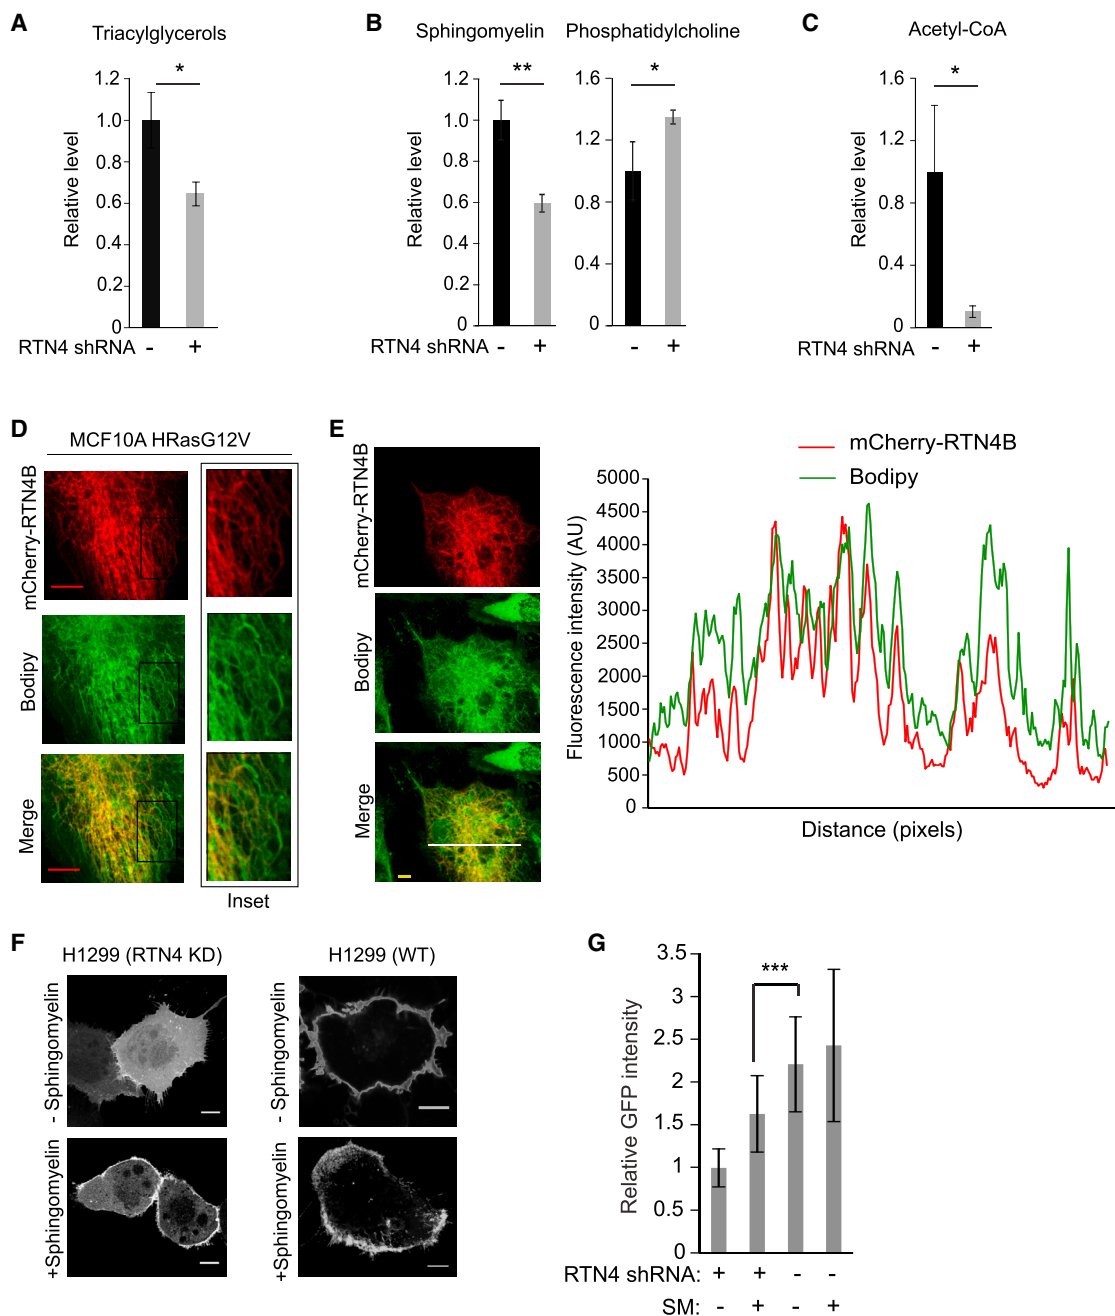 A
Triacylglycerols
*
Relative level
1.2
1.0
0.8
0.6
0.4
0.2
0
RTN4 shRNA - +
B
Sphingomyelin
**
Relative level
1.2
1.0
0.8
0.6
0.4
0.2
0
RTN4 shRNA - +
Phosphatidylcholine
*
1.6
1.2
0.8
0.4
0
- +
C
Acetyl-CoA
*
Relative level
1.6
1.2
0.8
0.4
0
RTN4 shRNA - +
D
MCF10A HRasG12V
mCherry-RTN4B
Bodipy
Merge
Inset
E
mCherry-RTN4B
Bodipy
Merge
mCherry-RTN4B
Bodipy
Fluorescence intensity (AU)
5000
4500
4000
3500
3000
2500
2000
1500
1000
500
0
Distance (pixels)
F
H1299 (RTN4 KD)
H1299 (WT)
- Sphingomyelin
- Sphingomyelin
+Sphingomyelin
+Sphingomyelin
G
***
Relative GFP intensity
3.5
3
2.5
2
1.5
1
0.5
0
RTN4 shRNA: + + - -
SM: - + - +